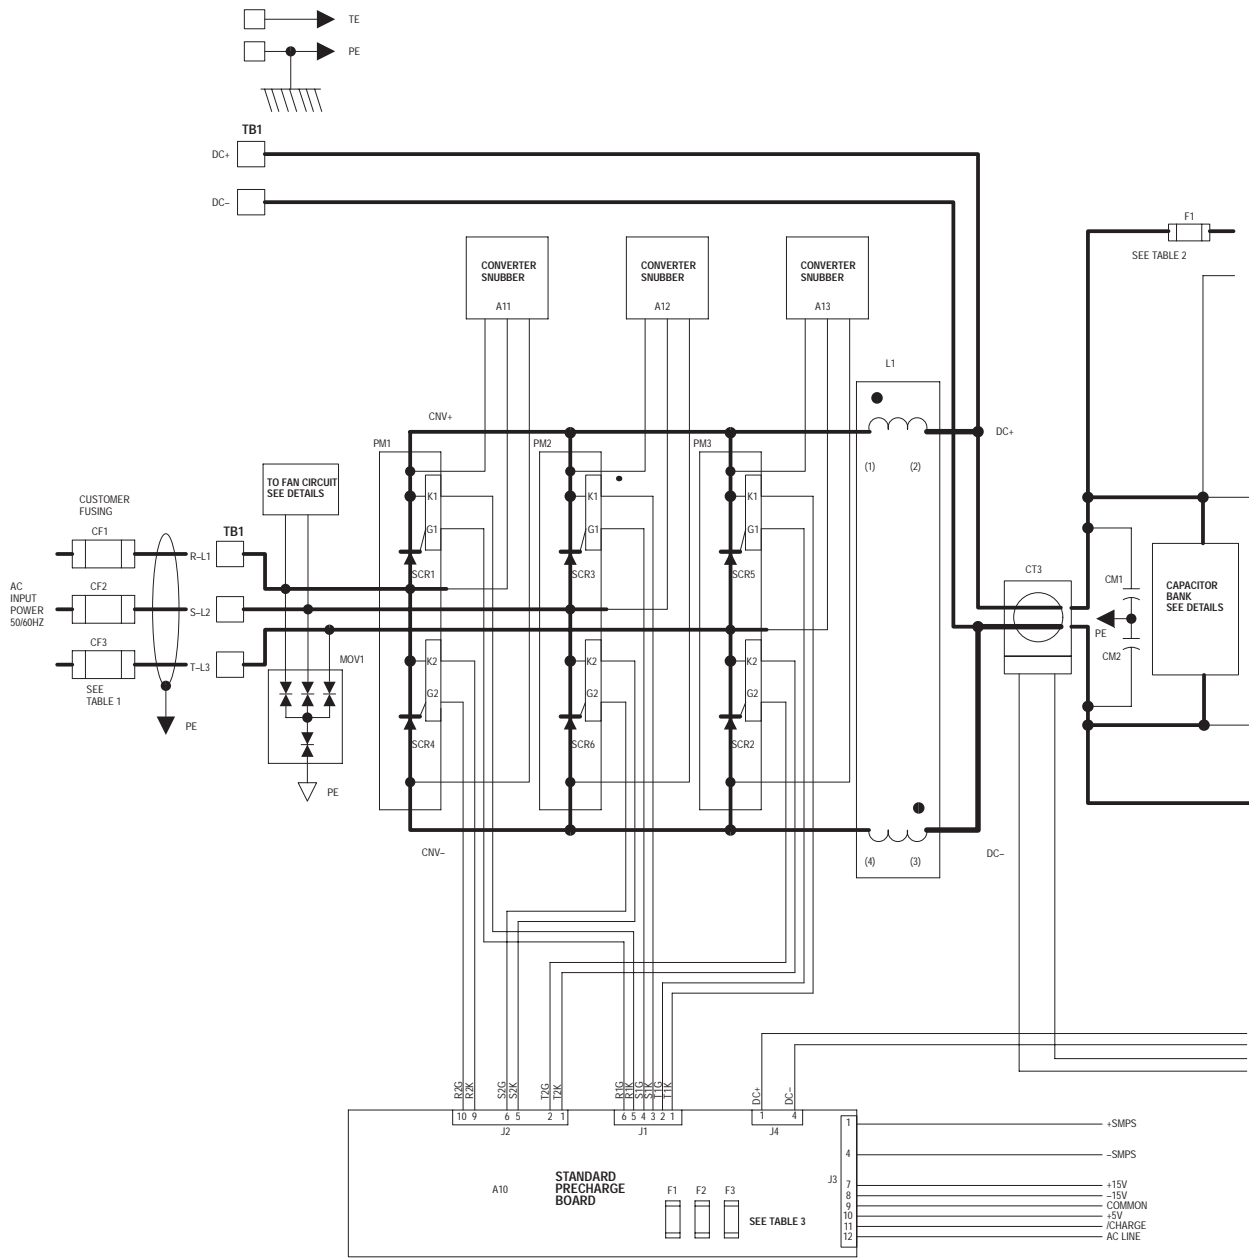 TE
PE
TB1
DC+
DC–
F1
SEE TABLE 2
CONVERTER
SNUBBER
A11
CONVERTER
SNUBBER
A12
CONVERTER
SNUBBER
A13
L1
CNV+
DC+
(1) (2)
PM1
PM2
PM3
TO FAN CIRCUIT
SEE DETAILS
CUSTOMER
FUSING
CF1
TB1
R–L1
K1
G1
SCR1
K1
G1
SCR3
K1
G1
SCR5
AC
INPUT
POWER
50/60HZ
CF2
S–L2
CF3
T–L3
SEE
TABLE 1
PE
MOV1
PE
K2
G2
SCR4
K2
G2
SCR6
K2
G2
SCR2
CT3
CM1
PE
CM2
CAPACITOR
BANK
SEE DETAILS
CNV–
(4) (3)
DC–
R2G
R2K
S2G
S2K
T2G
T2K
R1G
R1K
S1G
S1K
T1G
T1K
DC+
DC–
10 9 6 5 2 1
J2
6 5 4 3 2 1
J1
1 4
J4
A10
STANDARD
PRECHARGE
BOARD
F1 F2 F3
SEE TABLE 3
J3
1 +SMPS
4 –SMPS
7 +15V
8 –15V
9 COMMON
10 +5V
11 /CHARGE
12 AC LINE